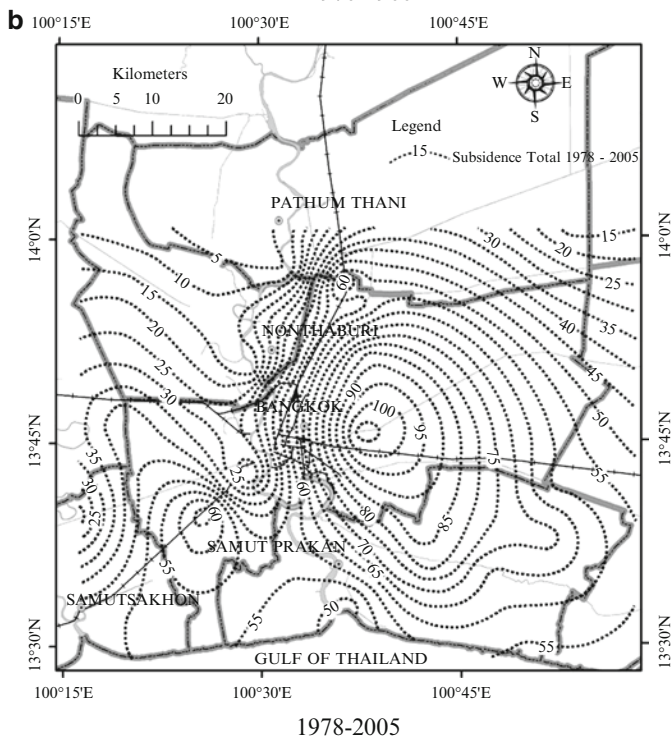 b
100°15'E 100°30'E 100°45'E
Kilometers
0 5 10 20
N
W E
S
Legend
15 Subsidence Total 1978 - 2005
PATHUM THANI
14°0'N
14°0'N
30
20
15
5
10
60
25
15
40
35
20
NONTHABURI
25
45
30
90
BANGKOK
100
50
13°45'N
13°45'N
95
35
75
55
30
25
60
25
60
80
85
SAMUT PRAKAN
70
65
55
SAMUTSAKHON
55
50
55
13°30'N
13°30'N
GULF OF THAILAND
100°15'E 100°30'E 100°45'E
1978-2005